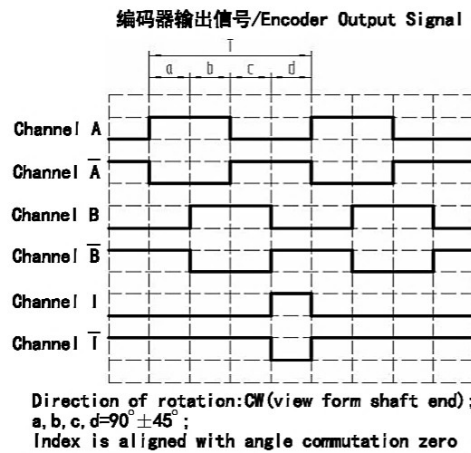 编码器输出信号/Encoder Output Signal
T
a b c d
Channel A
Channel A̅
Channel B
Channel B̅
Channel I
Channel I̅
Direction of rotation:CW(view form shaft end);
a,b,c,d=90°±45°;
Index is aligned with angle commutation zero